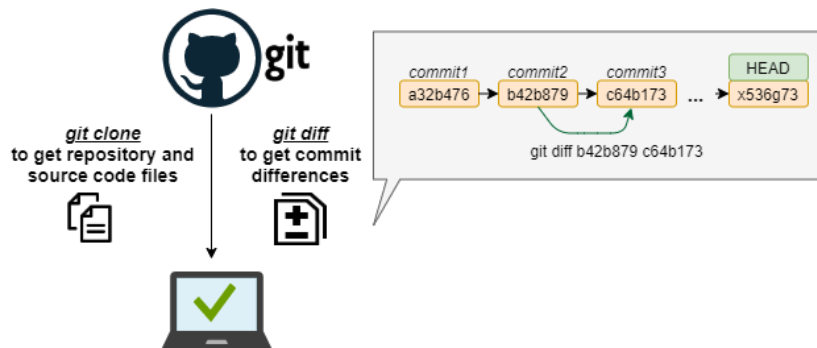 git
git clone
to get repository and
source code files
git diff
to get commit
differences
commit1
commit2
commit3
HEAD
a32b476
b42b879
c64b173
...
x536g73
git diff b42b879 c64b173